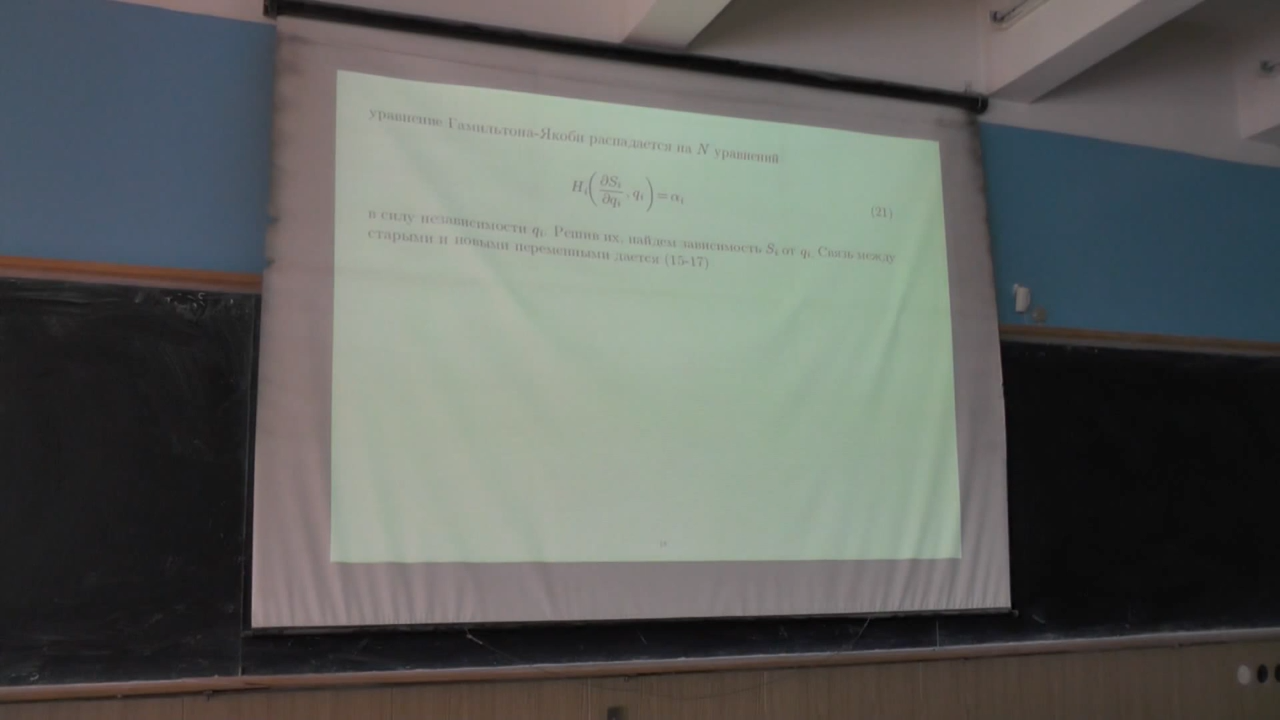 уравнение Гамильтона-Якоби распадается на N уравнений
H_i(∂S_i/∂q_i, q_i) = α_i (21)
в силу независимости q_i. Решив их, найдем зависимость S_i от q_i. Связь между
старыми и новыми переменными дается (15-17)